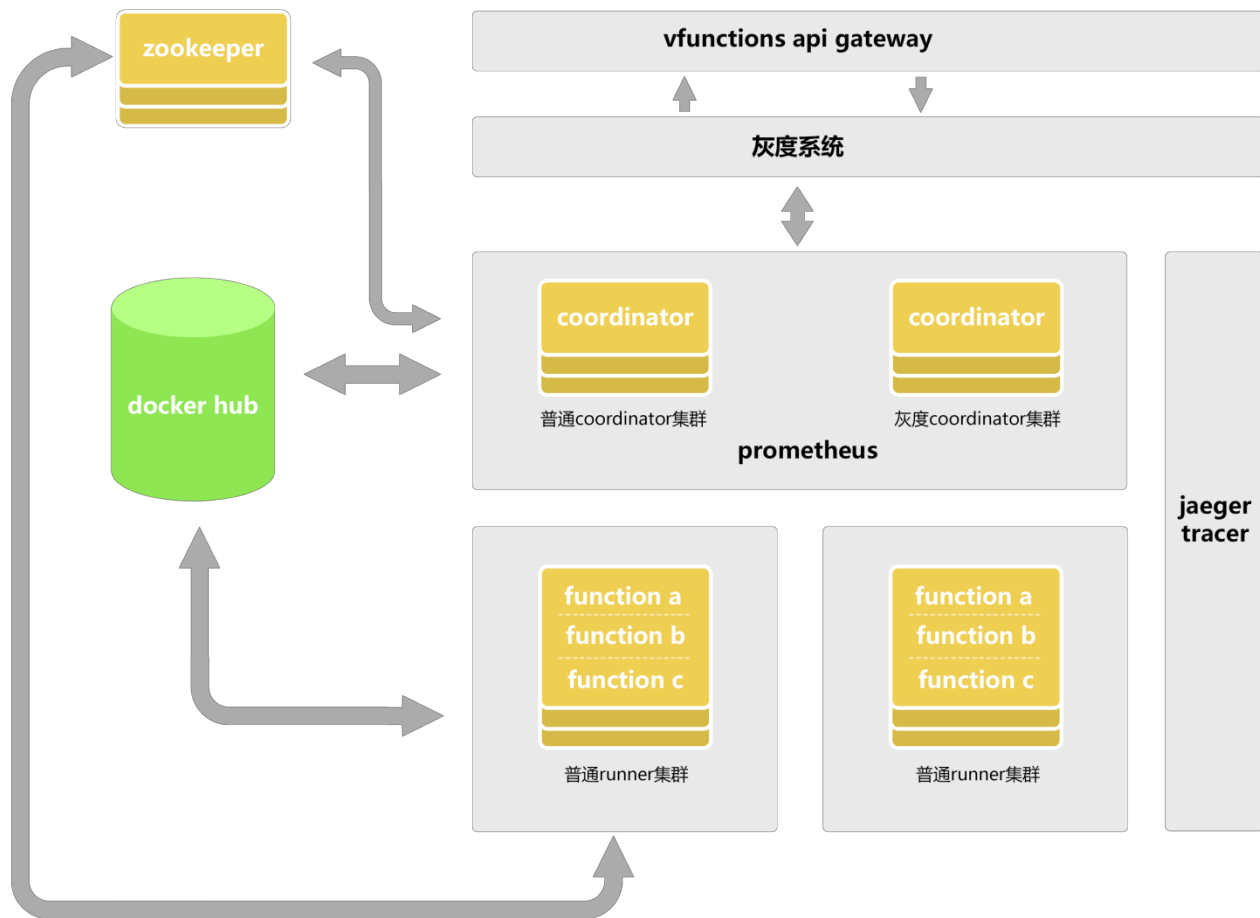 zookeeper
vfunctions api gateway
灰度系统
docker hub
coordinator
coordinator
普通coordinator集群
灰度coordinator集群
prometheus
jaeger
tracer
function a
function b
function c
普通runner集群
function a
function b
function c
普通runner集群